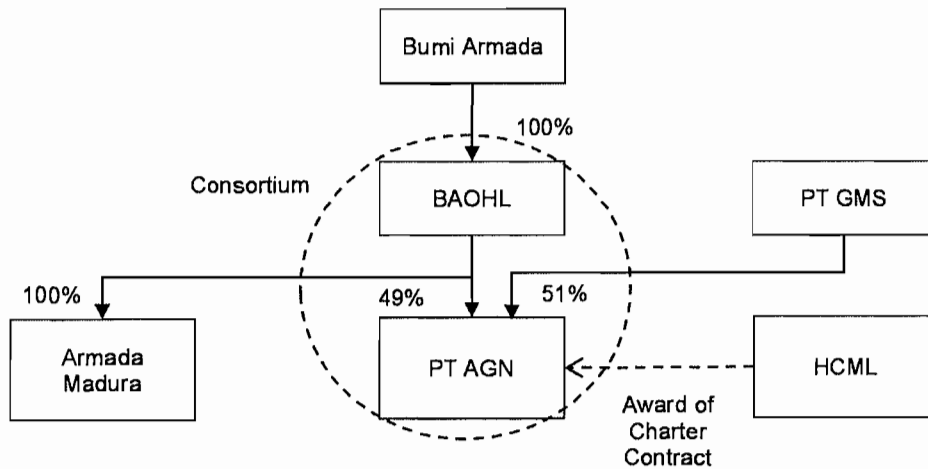 Bumi Armada
100%
Consortium
BAOHL
PT GMS
100%
49%
51%
Armada
Madura
PT AGN
HCML
Award of
Charter
Contract